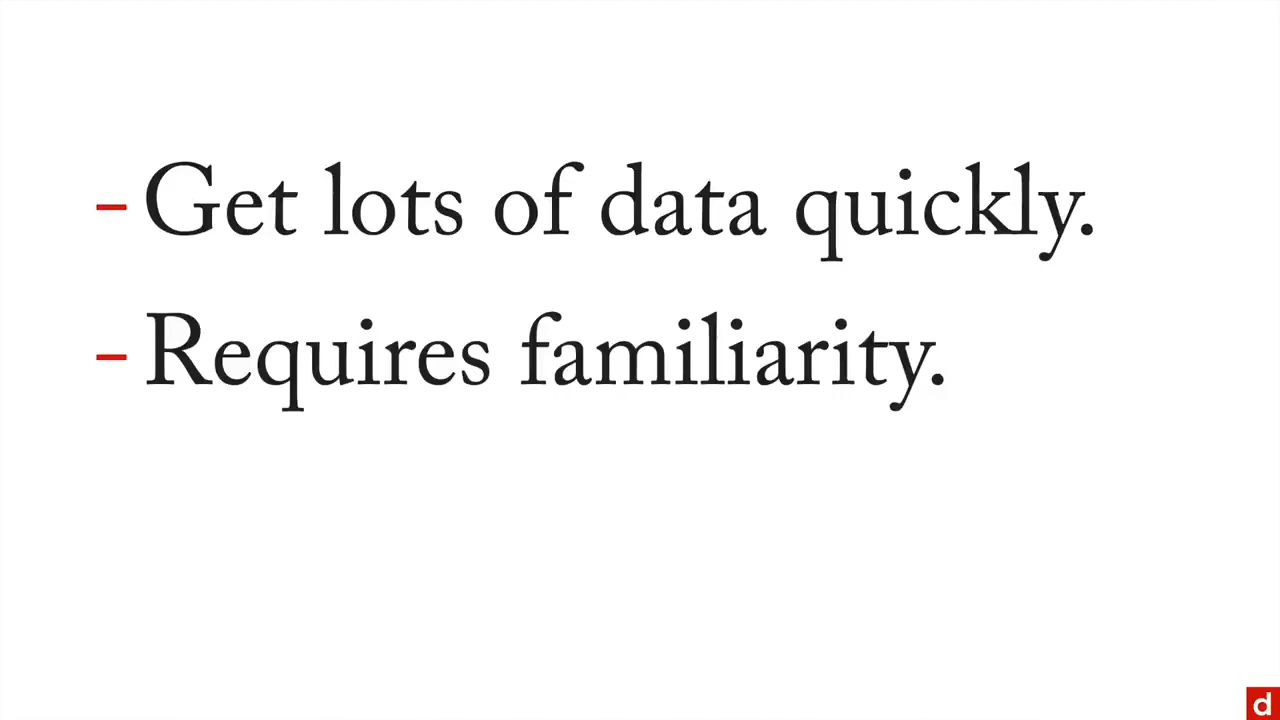 - Get lots of data quickly.
- Requires familiarity.
d